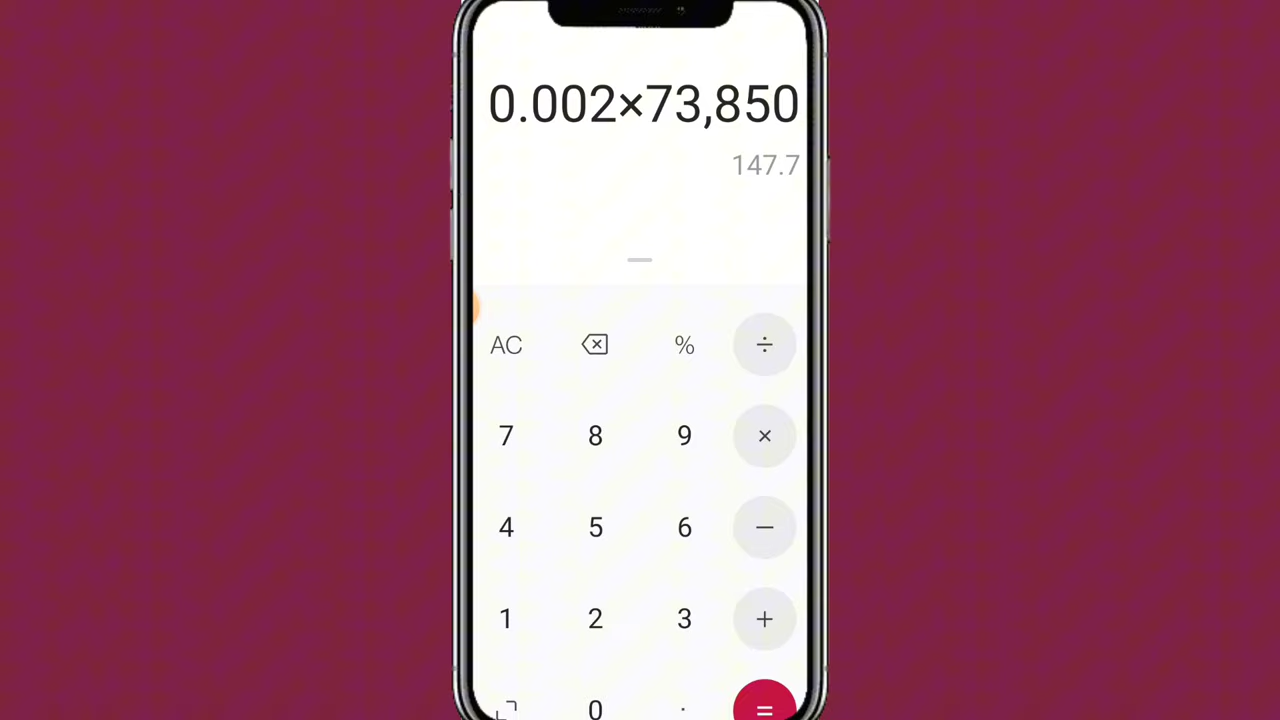 0.002×73,850
147.7
AC % ÷
7 8 9 ×
4 5 6 −
1 2 3 +
0 . =